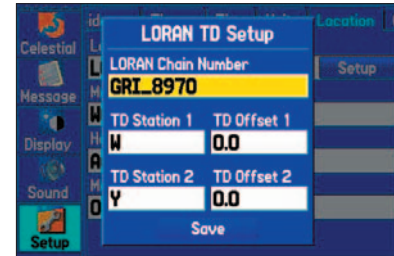 Location
Celestial
Message
Display
Sound
Setup
Setup
LORAN TD Setup
LORAN Chain Number
GRI_8970
TD Station 1 TD Offset 1
W 0.0
TD Station 2 TD Offset 2
Y 0.0
Save